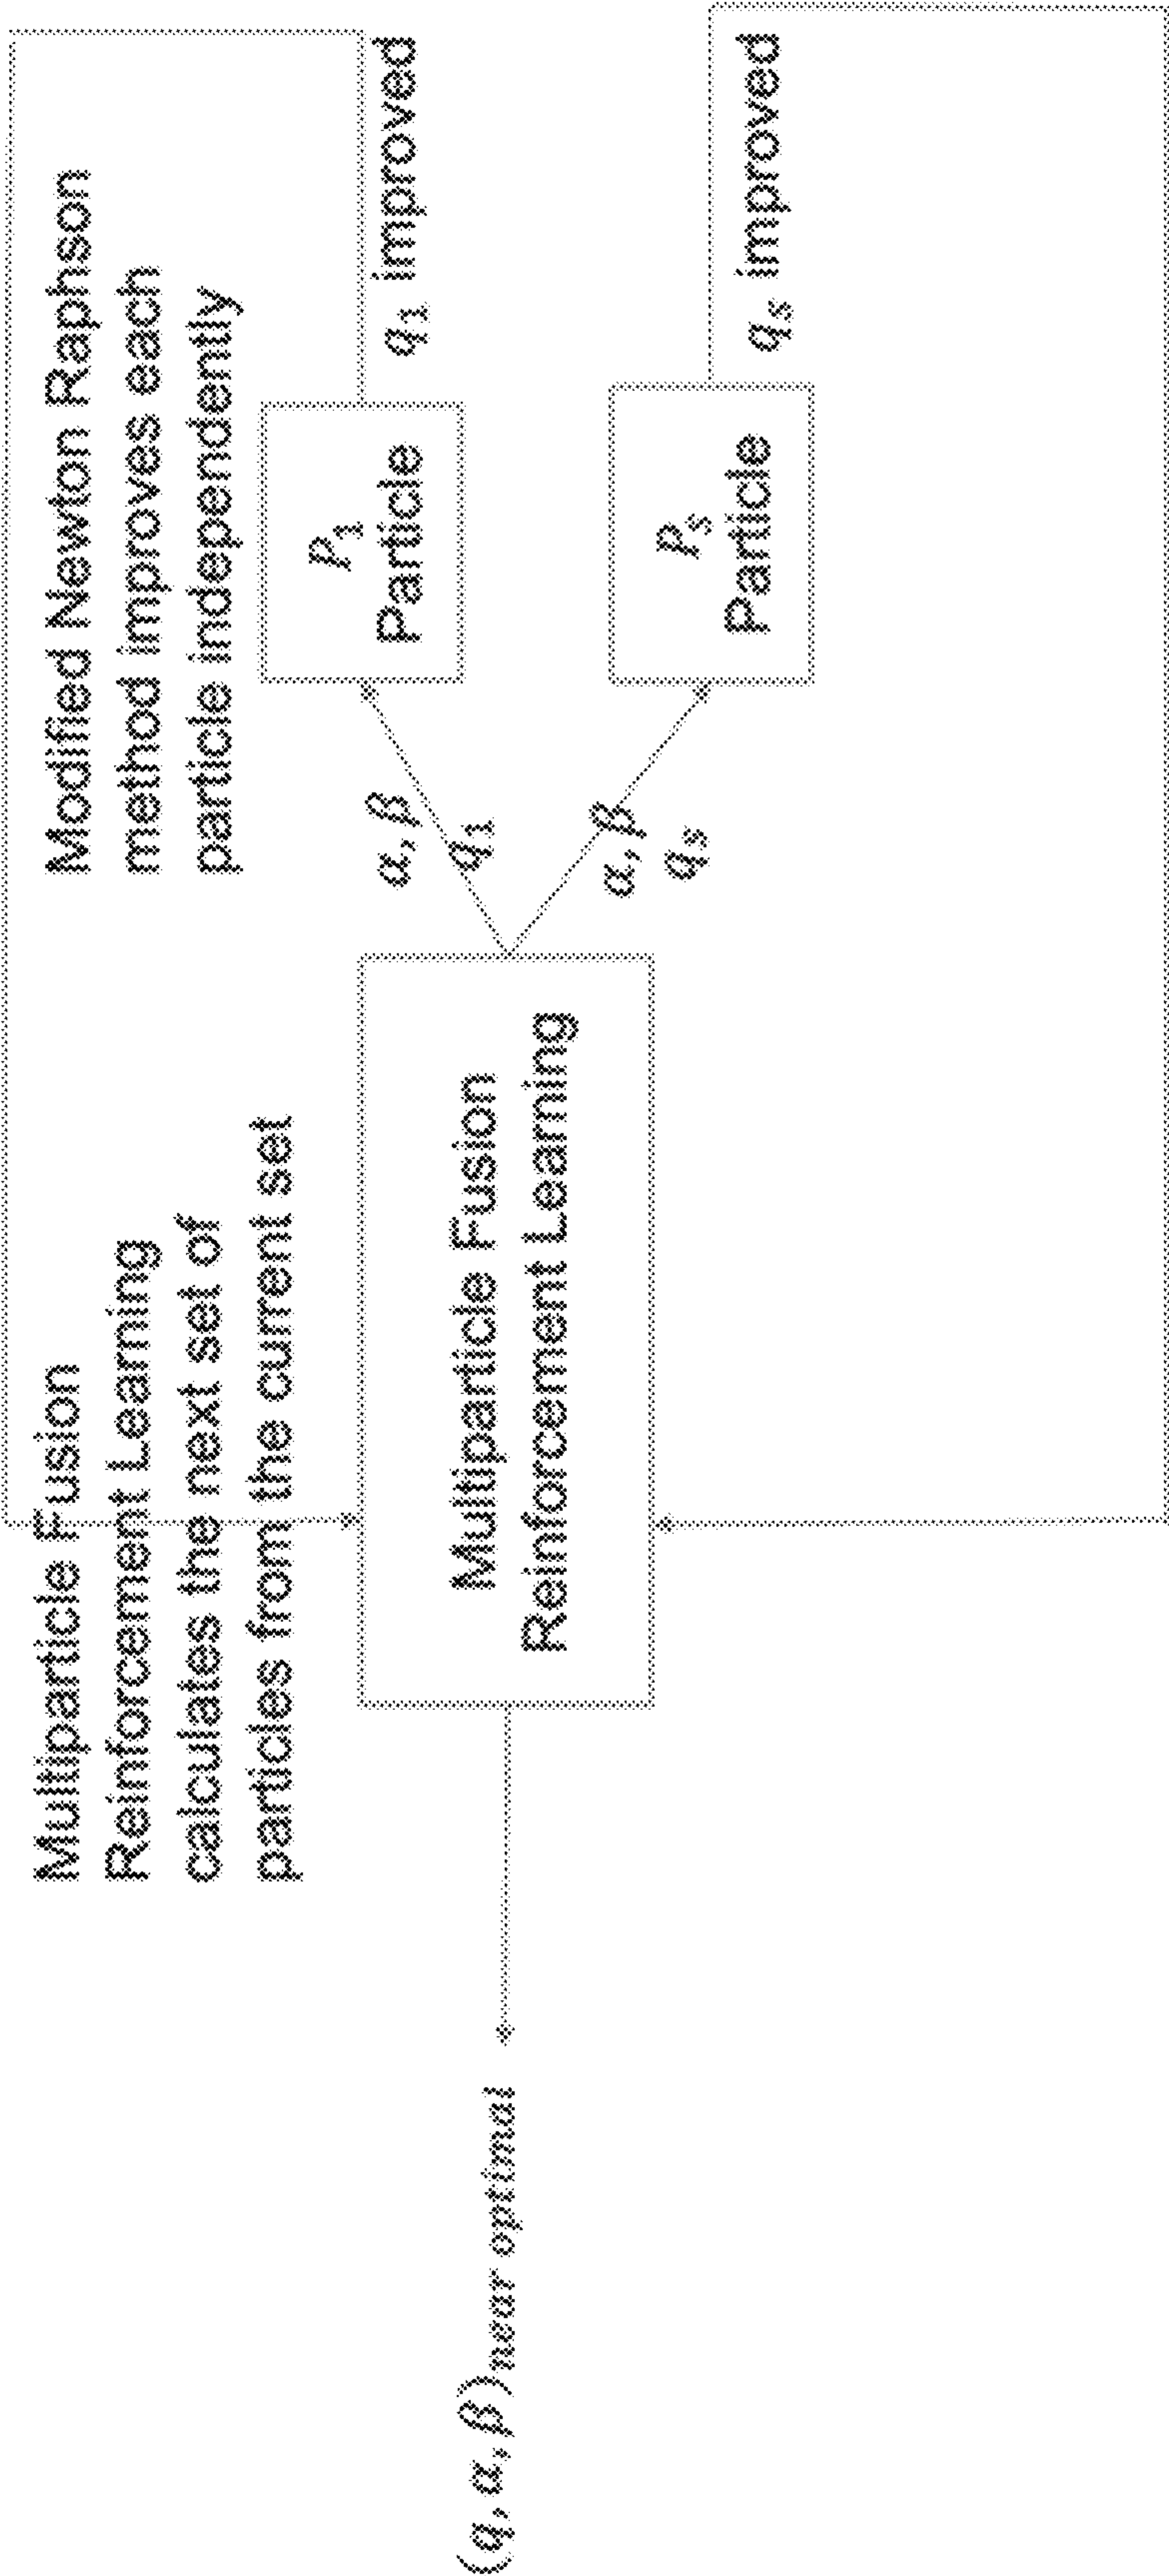 Multiparticle Fusion
Reinforcement Learning
calculates the next set of
particles from the current set
Modified Newton Raphson
method improves each
particle independently
(q, α, β)near optimal
Multiparticle Fusion
Reinforcement Learning
α, β
q1
α, β
qs
P1
Particle
q1 improved
Ps
Particle
qs improved